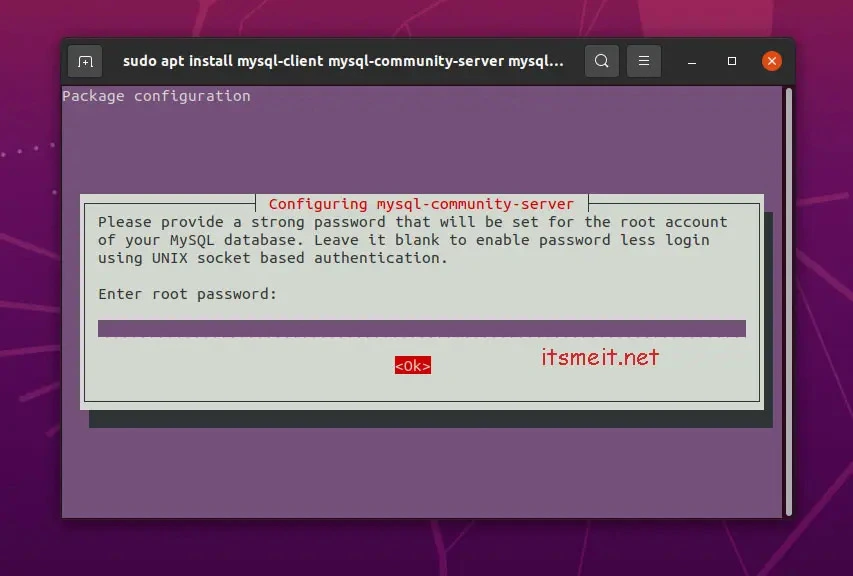 sudo apt install mysql-client mysql-community-server mysql...
Package configuration
Configuring mysql-community-server
Please provide a strong password that will be set for the root account
of your MySQL database. Leave it blank to enable password less login
using UNIX socket based authentication.
Enter root password:
<Ok>
itsmeit.net